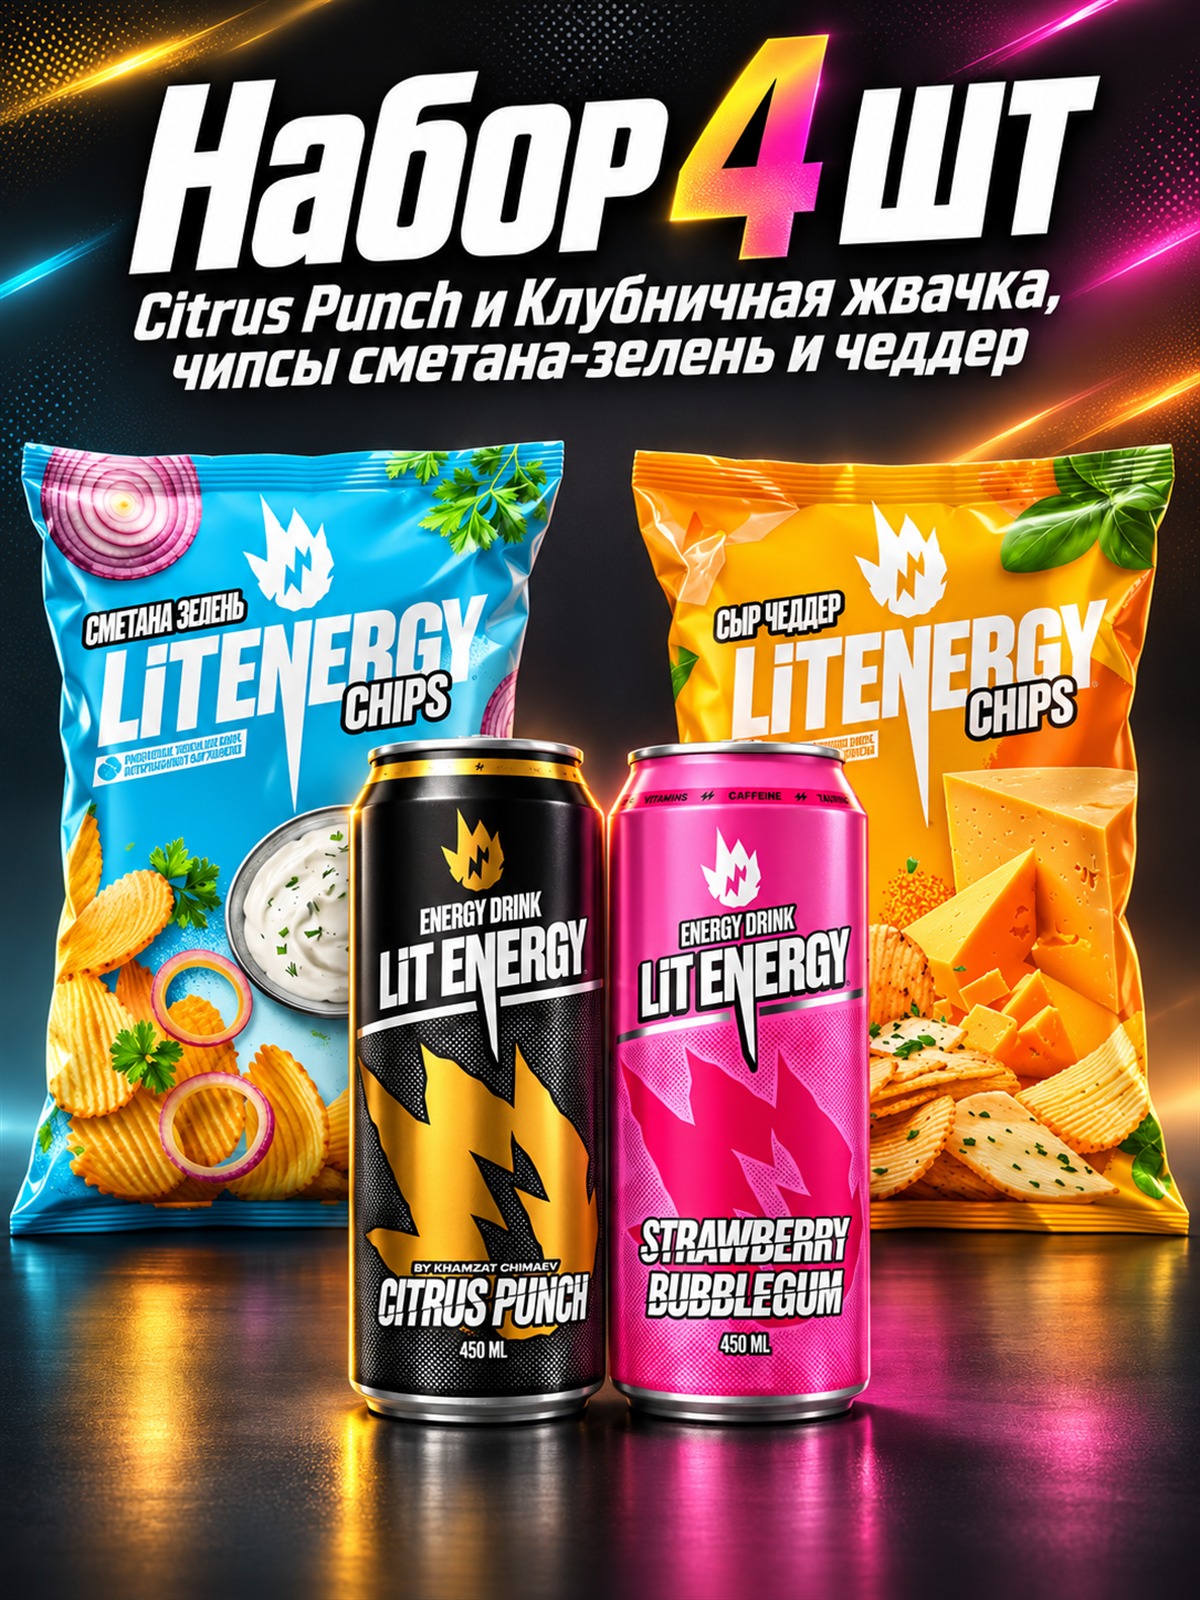 Набор 4 шт
Citrus Punch и Клубничная жвачка,
чипсы сметана-зелень и чеддер
СМЕТАНА ЗЕЛЕНЬ
LiTENERGY
CHIPS
СЫР ЧЕДДЕР
LiTENERGY
CHIPS
ENERGY DRINK
LiT ENERGY
BY KHAMZAT CHIMAEV
CITRUS PUNCH
450 ML
VITAMINS CAFFEINE
ENERGY DRINK
LiT ENERGY
STRAWBERRY
BUBBLEGUM
450 ML